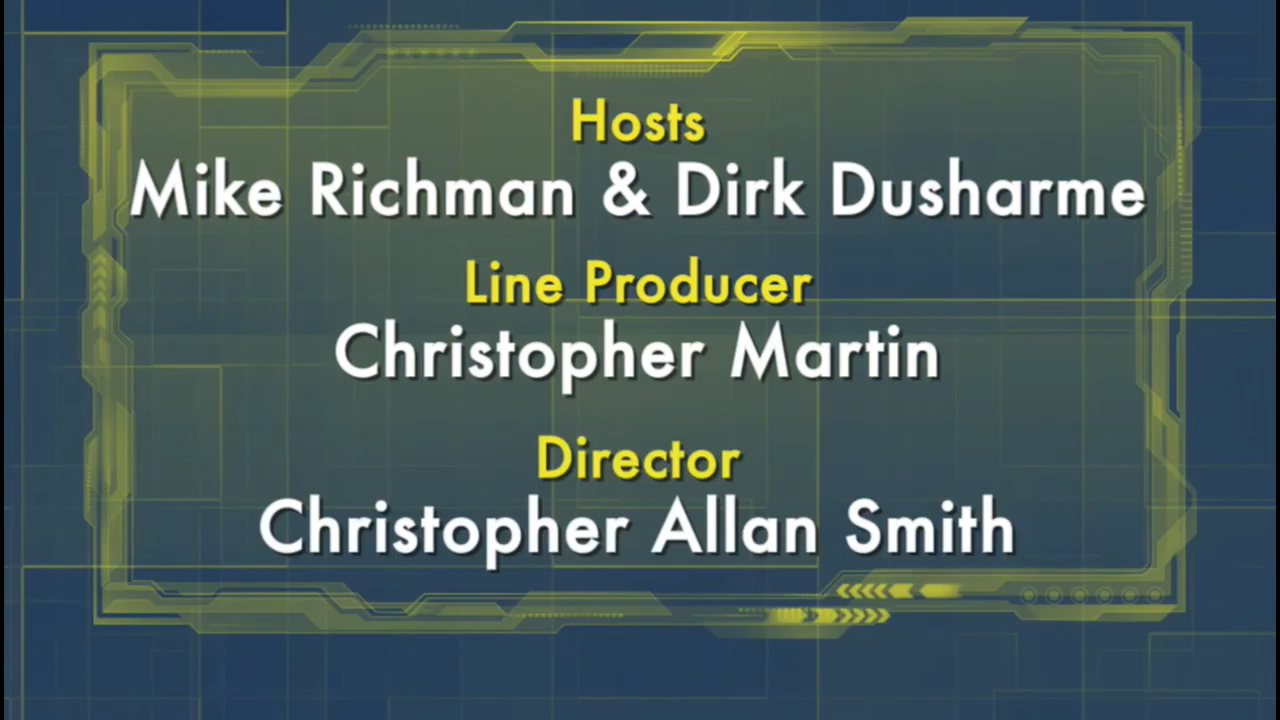 Hosts
Mike Richman & Dirk Dusharme
Line Producer
Christopher Martin
Director
Christopher Allan Smith